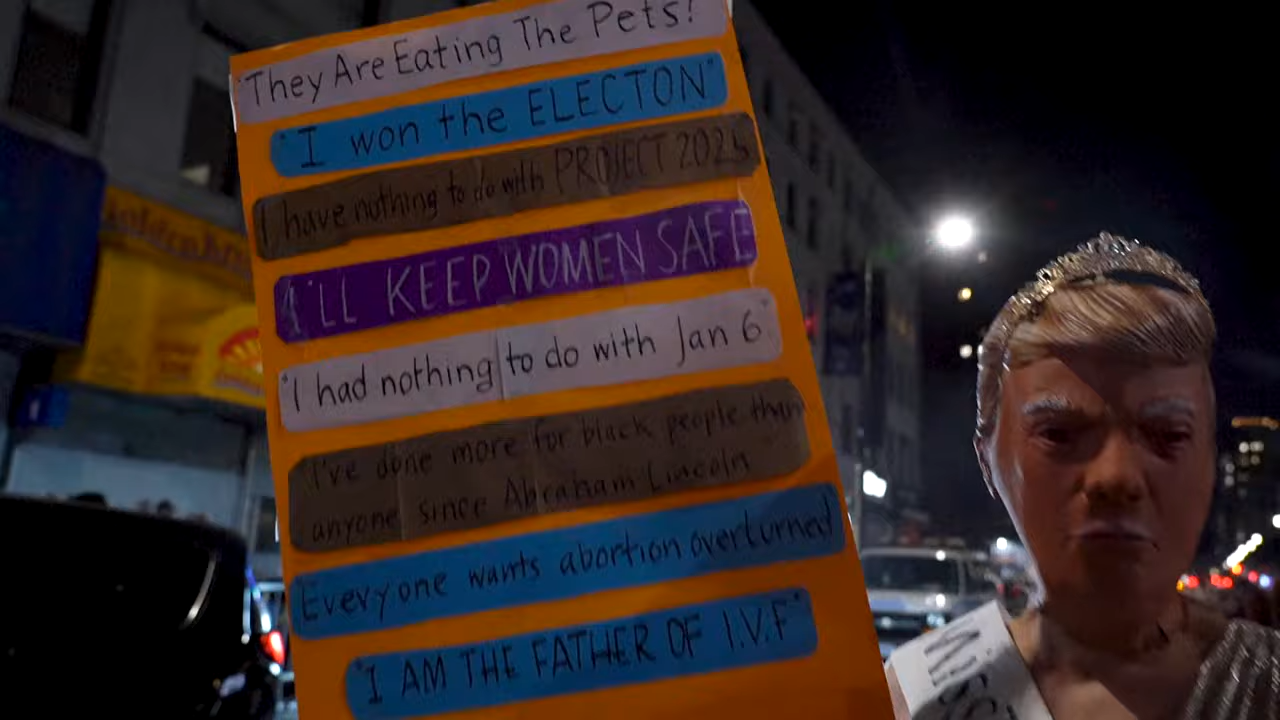 "They Are Eating The Pets!
"I won the ELECTON"
I have nothing to do with PROJECT 2025
I'LL KEEP WOMEN SAFE
"I had nothing to do with Jan 6"
I've done more for black people than
anyone since Abraham Lincoln
Everyone wants abortion overturned
"I AM THE FATHER OF I.V.F"